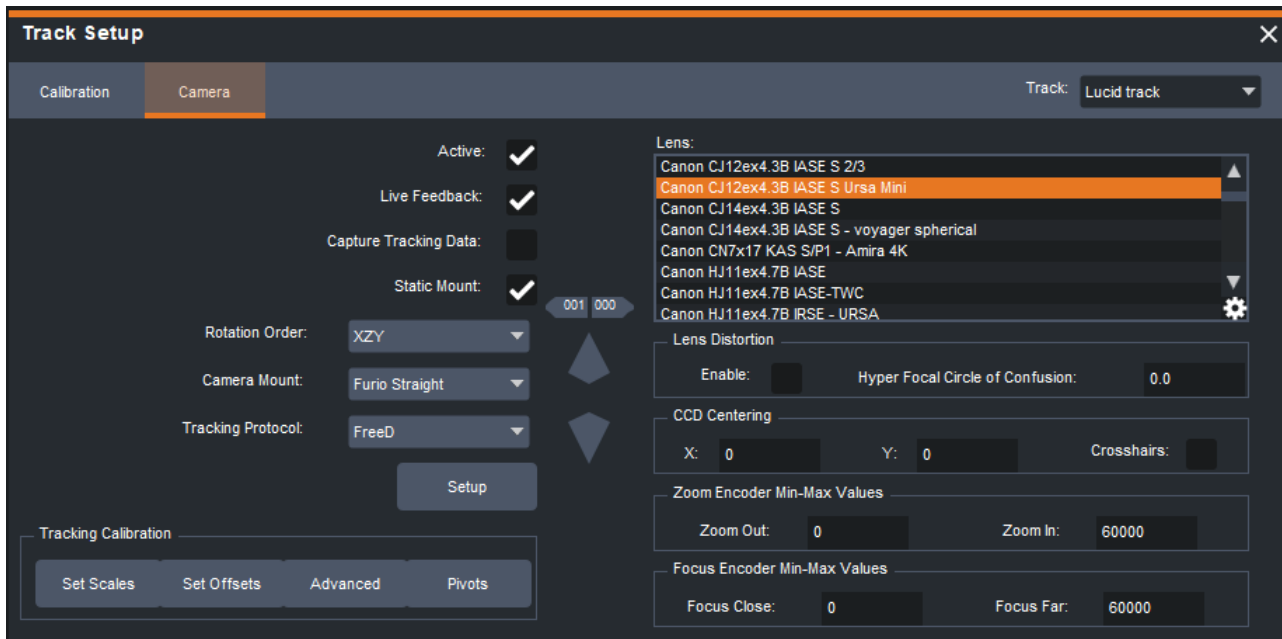 Track Setup
Calibration
Camera
Track:
Lucid track
Active:
Live Feedback:
Capture Tracking Data:
Static Mount:
001 000
Rotation Order:
XZY
Camera Mount:
Furio Straight
Tracking Protocol:
FreeD
Setup
Tracking Calibration
Set Scales
Set Offsets
Advanced
Pivots
Lens:
Canon CJ12ex4.3B IASE S 2/3
Canon CJ12ex4.3B IASE S Ursa Mini
Canon CJ14ex4.3B IASE S
Canon CJ14ex4.3B IASE S - voyager spherical
Canon CN7x17 KAS S/P1 - Amira 4K
Canon HJ11ex4.7B IASE
Canon HJ11ex4.7B IASE-TWC
Canon HJ11ex4.7B IRSE - URSA
Lens Distortion
Enable:
Hyper Focal Circle of Confusion:
0.0
CCD Centering
X: 0
Y: 0
Crosshairs:
Zoom Encoder Min-Max Values
Zoom Out: 0
Zoom In: 60000
Focus Encoder Min-Max Values
Focus Close: 0
Focus Far: 60000